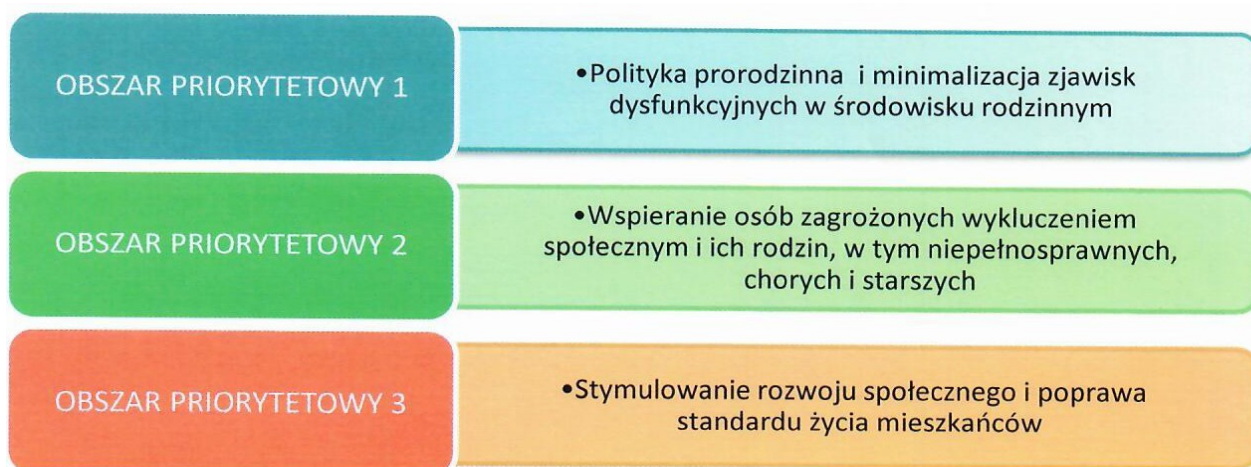 OBSZAR PRIORYTETOWY 1
•Polityka prorodzinna i minimalizacja zjawisk
dysfunkcyjnych w środowisku rodzinnym
OBSZAR PRIORYTETOWY 2
•Wspieranie osób zagrożonych wykluczeniem
społecznym i ich rodzin, w tym niepełnosprawnych,
chorych i starszych
OBSZAR PRIORYTETOWY 3
•Stymulowanie rozwoju społecznego i poprawa
standardu życia mieszkańców